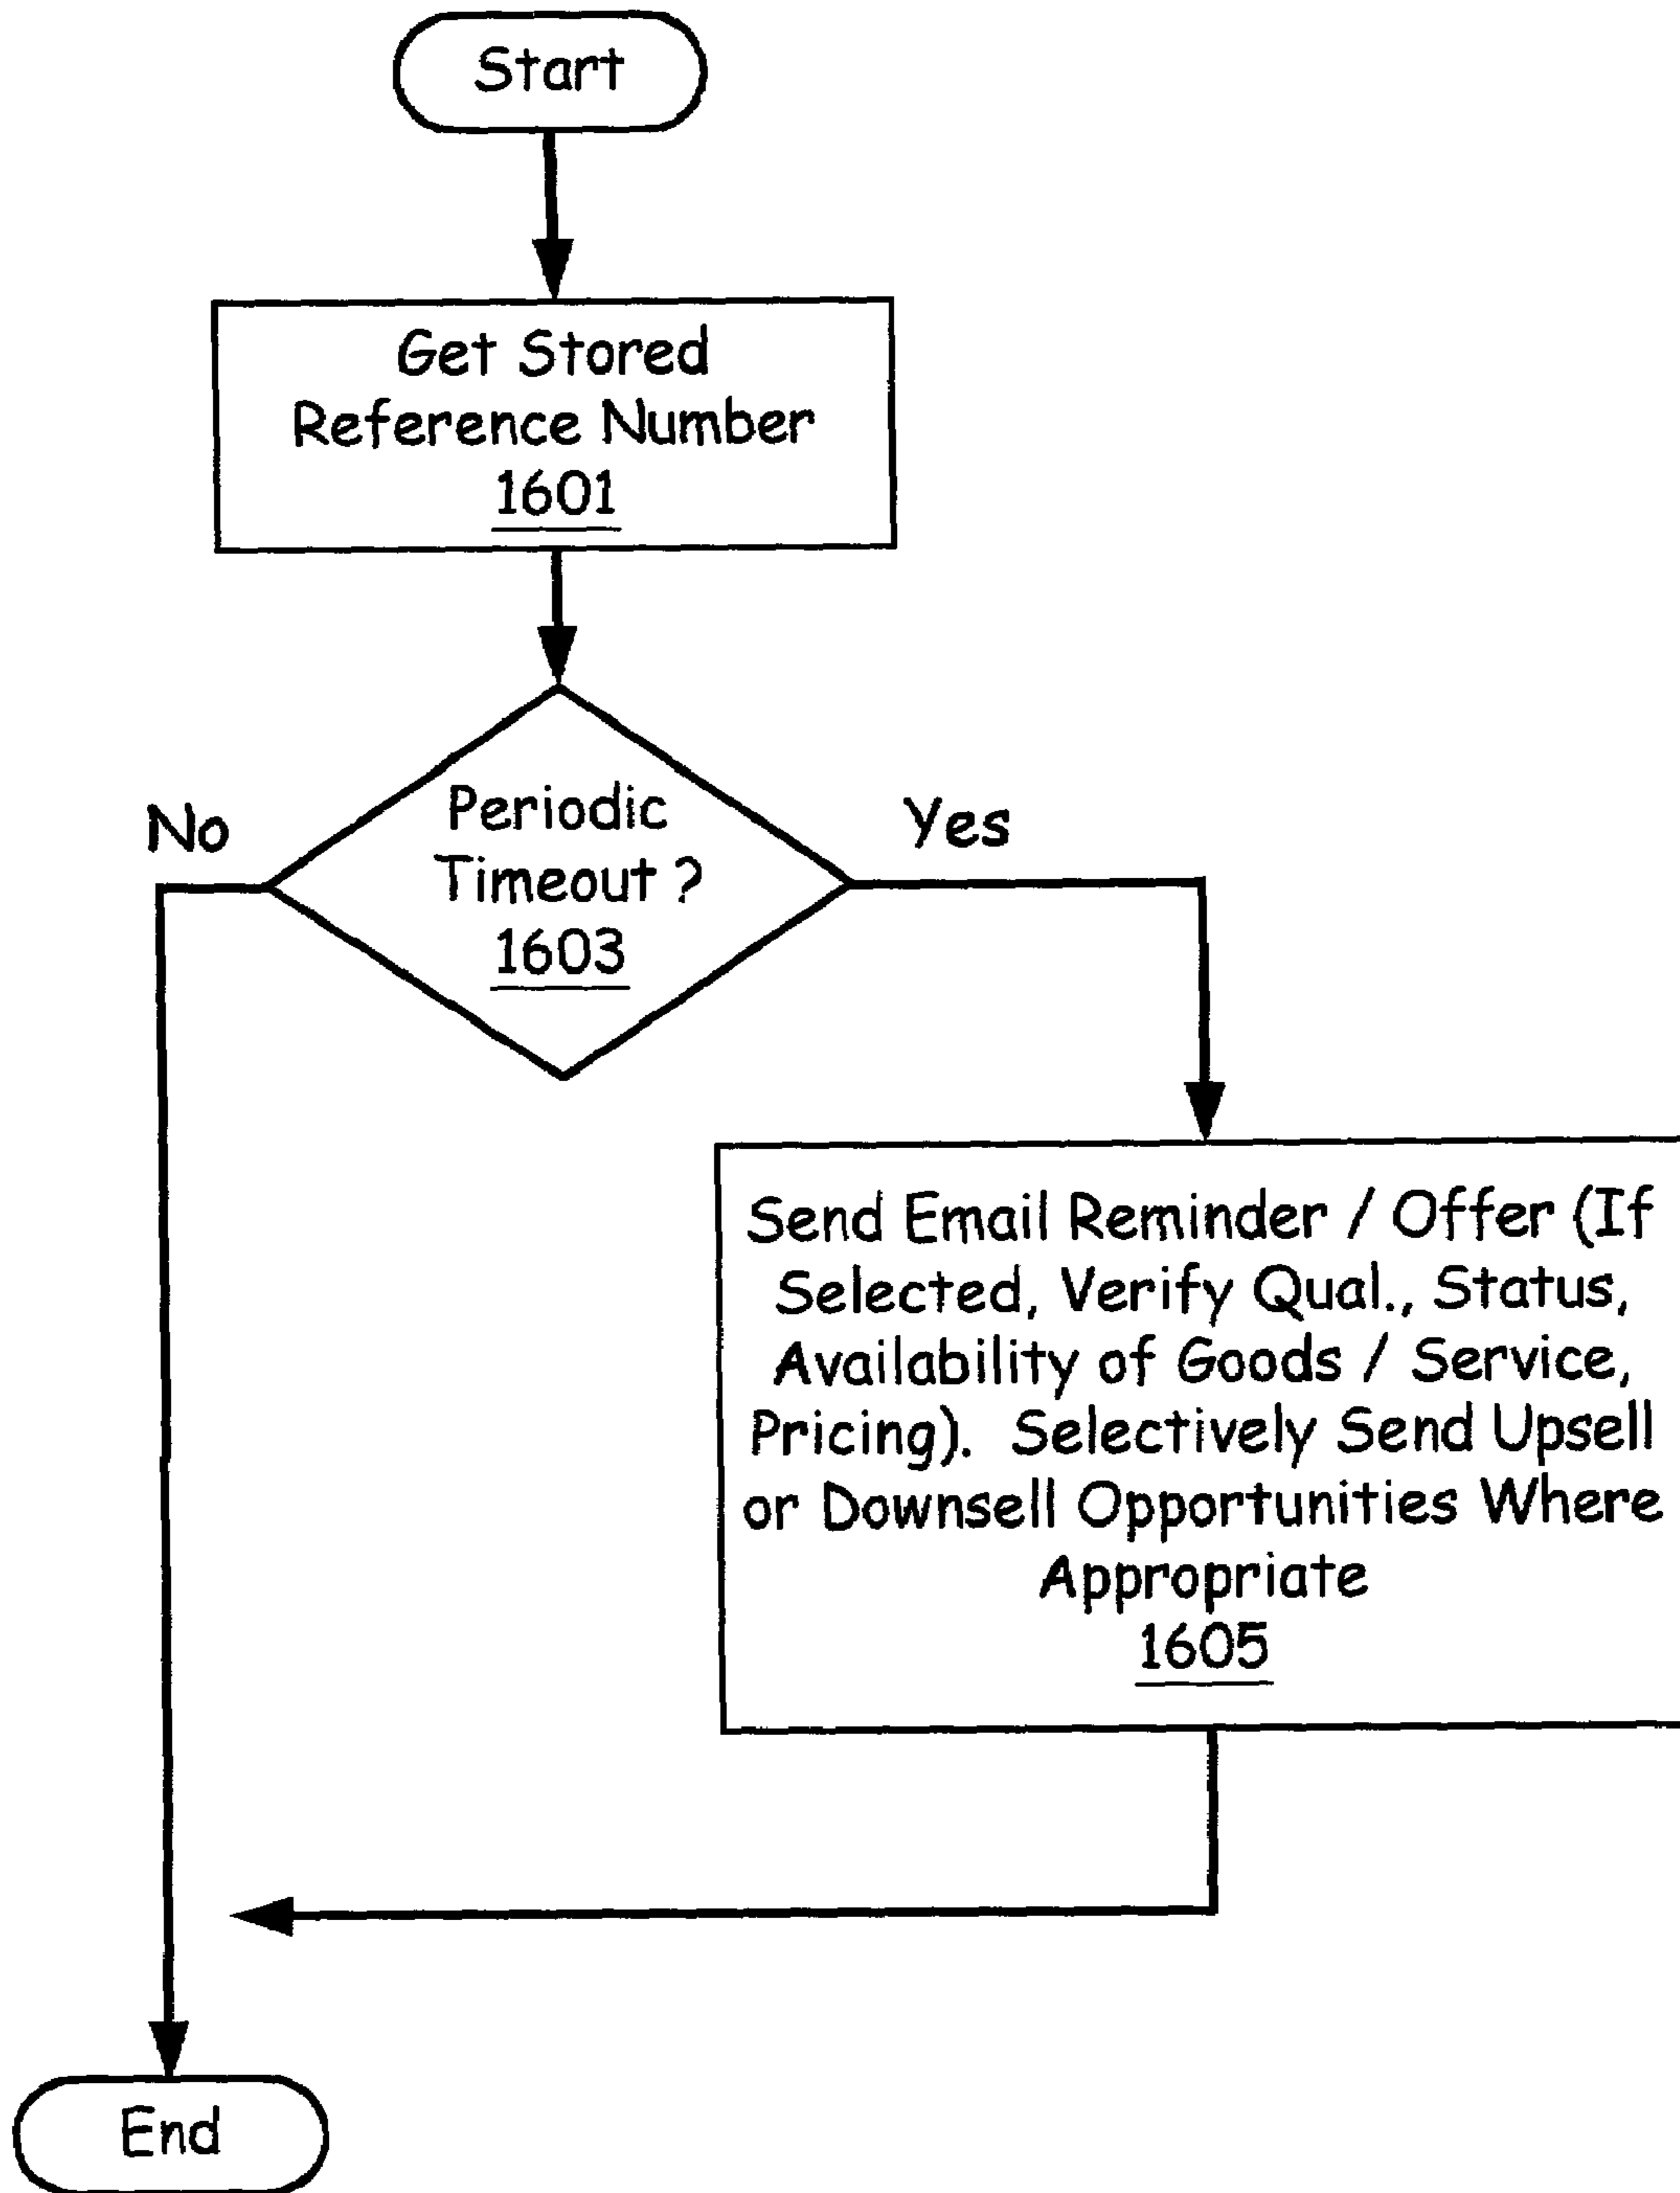 Start
Get Stored
Reference Number
1601
Periodic
Timeout ?
1603
No
Yes
Send Email Reminder / Offer (If
Selected, Verify Qual., Status,
Availability of Goods / Service,
Pricing). Selectively Send Upsell
or Downsell Opportunities Where
Appropriate
1605
End